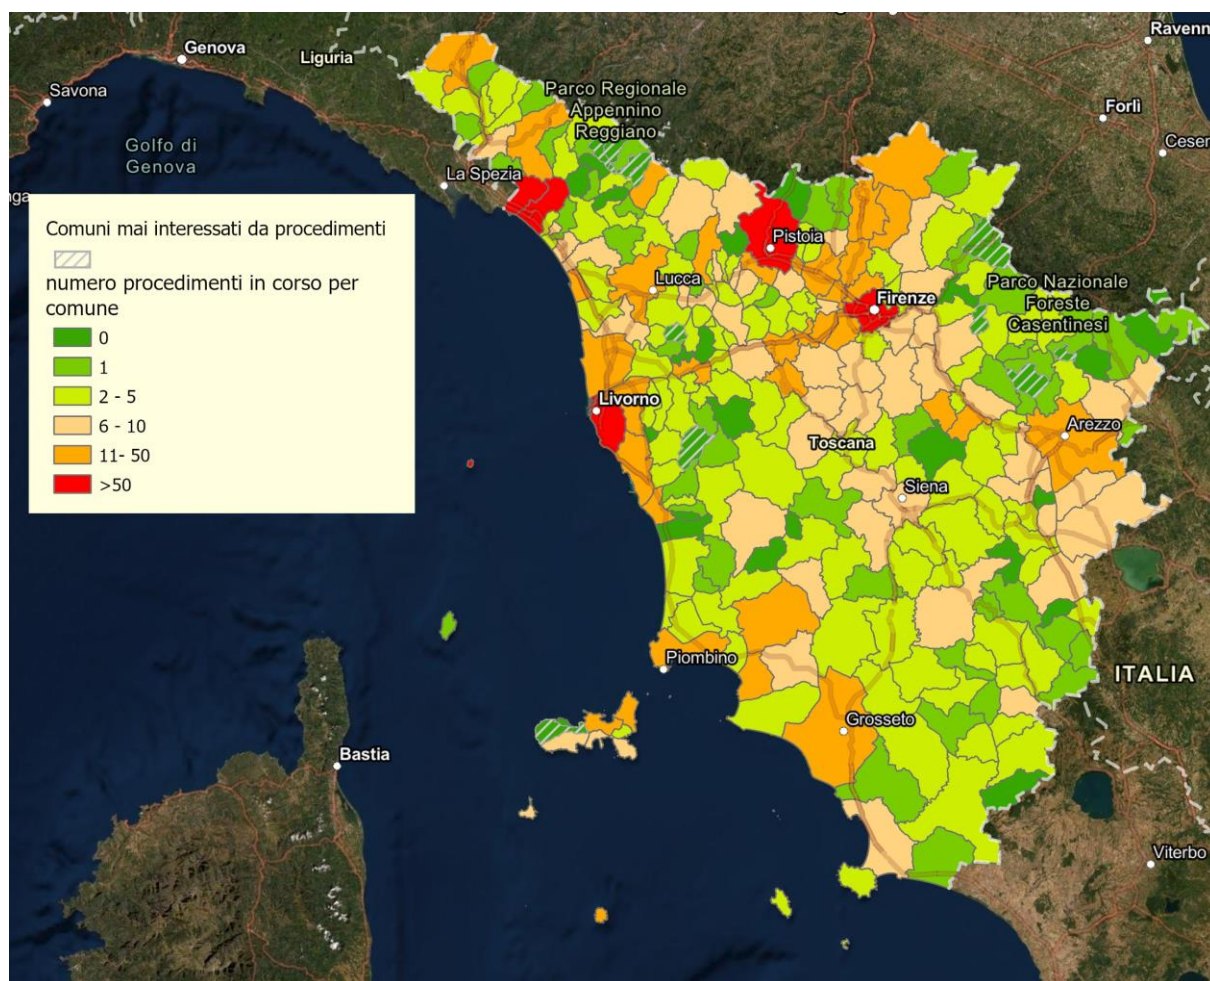 Ravenn
Genova
Liguria
Savona
Parco Regionale
Appennino
Reggiano
Forlì
Golfo di
Genova
Cesen
La Spezia
nga
Comuni mai interessati da procedimenti
numero procedimenti in corso per
comune
0
1
2 - 5
6 - 10
11- 50
>50
Pistoia
Lucca
Firenze
Parco Nazionale
Foreste
Casentinesi
Livorno
Toscana
Arezzo
Siena
Piombino
ITALIA
Grosseto
Bastia
Viterbo